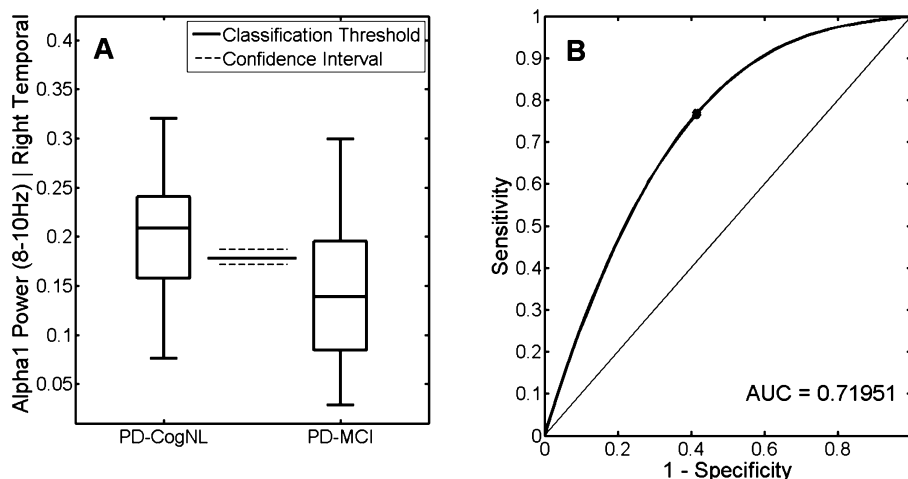 A
Classification Threshold
Confidence Interval
Alpha1 Power (8-10Hz) | Right Temporal
0.4
0.35
0.3
0.25
0.2
0.15
0.1
0.05
PD-CogNL
PD-MCI
B
Sensitivity
1
0.9
0.8
0.7
0.6
0.5
0.4
0.3
0.2
0.1
0
AUC = 0.71951
0
0.2
0.4
0.6
0.8
1 - Specificity